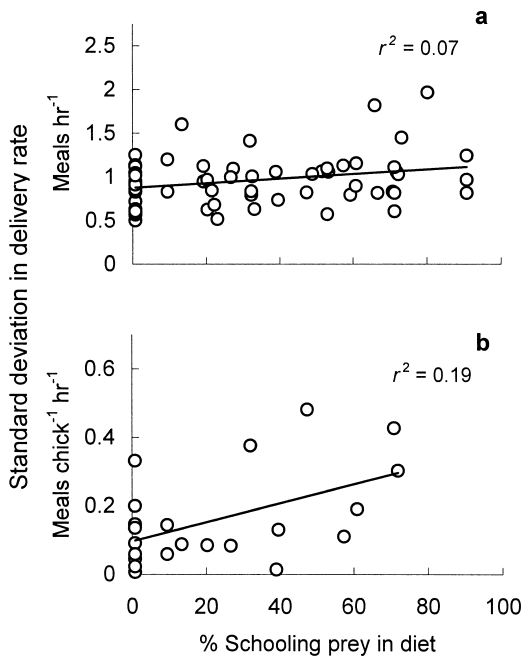 a
r² = 0.07
2.5
2
1.5
1
0.5
0
Meals hr⁻¹
Standard deviation in delivery rate
b
r² = 0.19
0.6
0.4
0.2
0
Meals chick⁻¹ hr⁻¹
0 20 40 60 80 100
% Schooling prey in diet